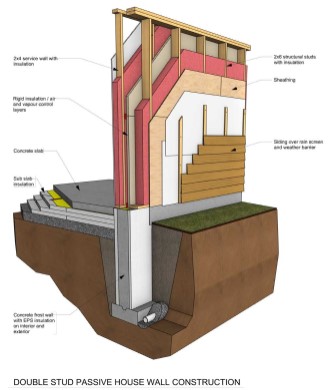 2x4 service wall with
insulation
2x6 structural studs
with insulation
Sheathing
Rigid insulation / air
and vapour control
layers
Concrete slab
Siding over rain screen
and weather barrier
Sub slab
insulation
Concrete frost wall
with EPS insulation
on interior and
exterior
DOUBLE STUD PASSIVE HOUSE WALL CONSTRUCTION